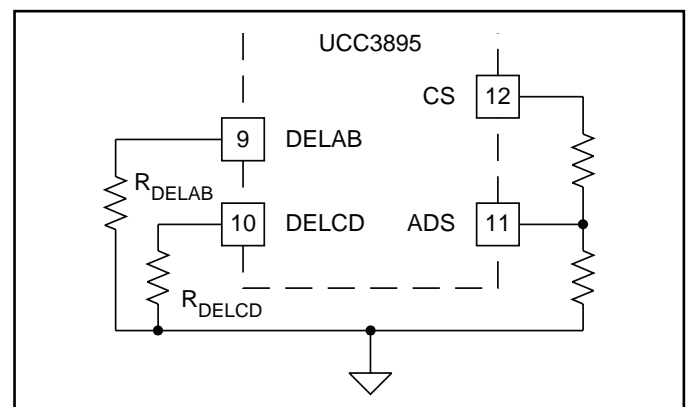 UCC3895
CS 12
9 DELAB
R_DELAB
10 DELCD
ADS 11
R_DELCD